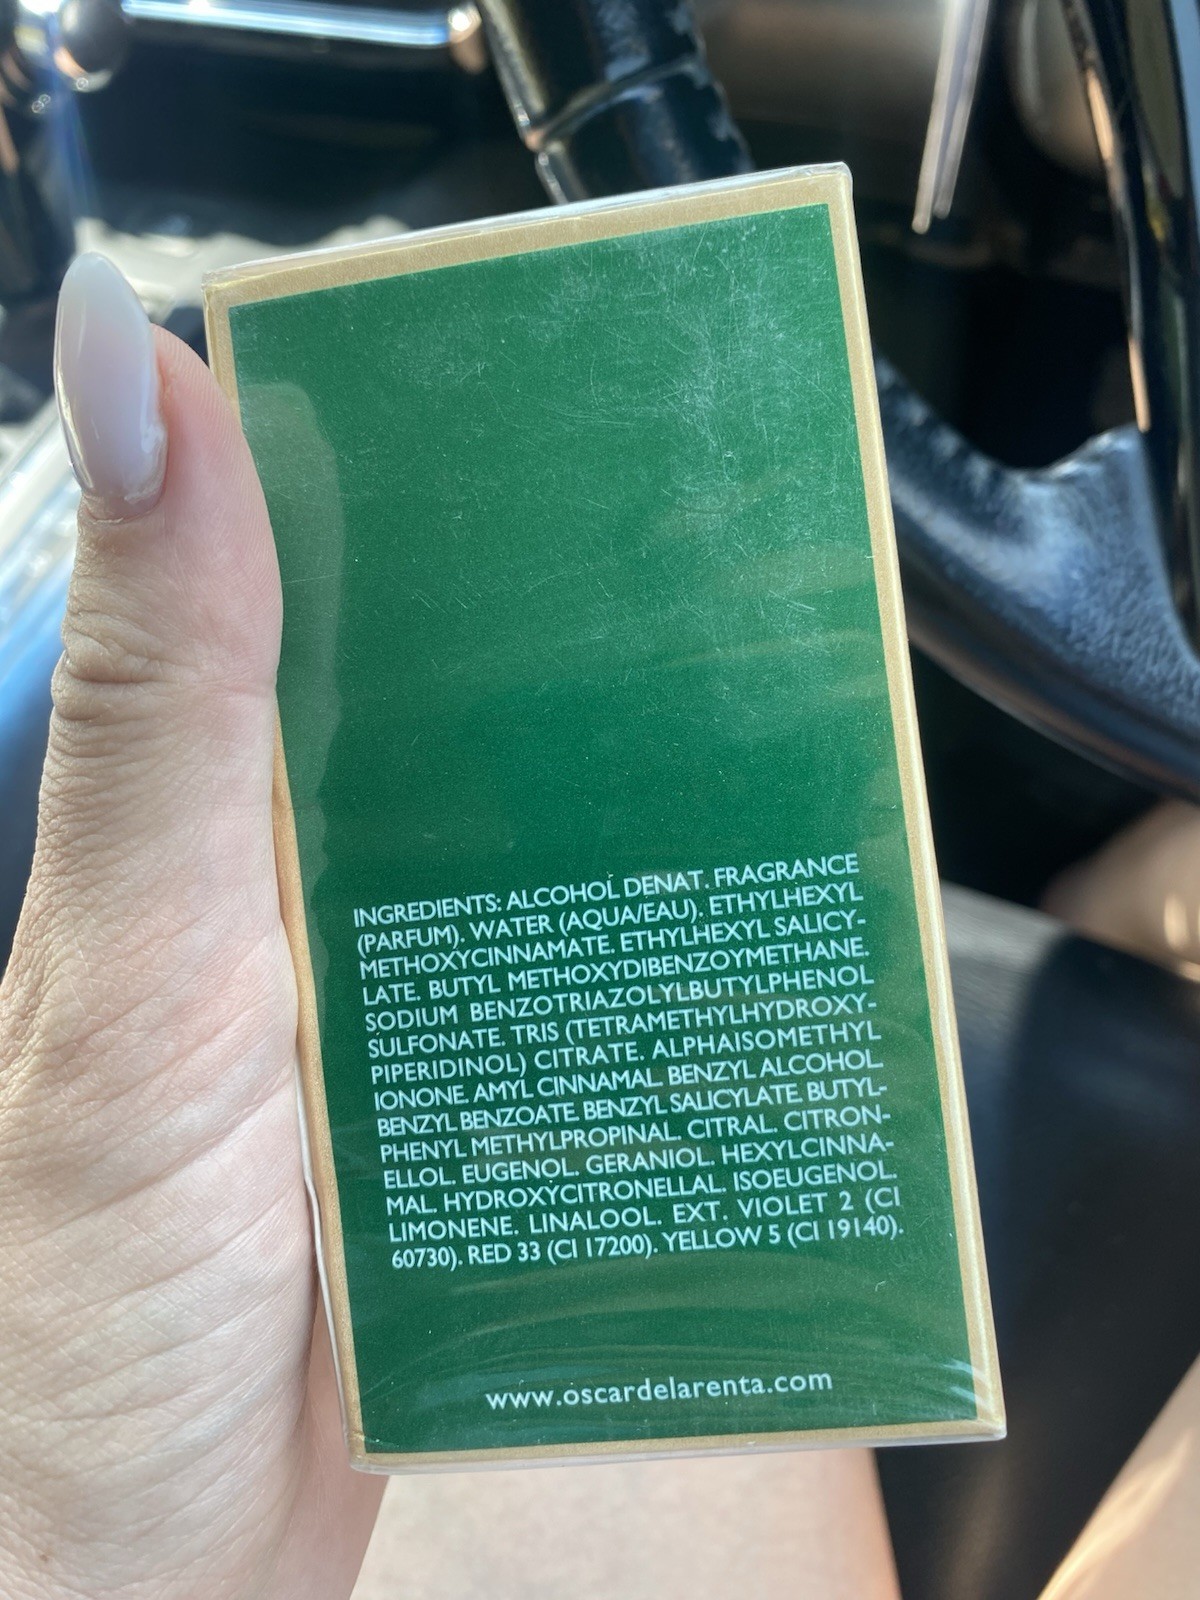 INGREDIENTS: ALCOHOL DENAT. FRAGRANCE
(PARFUM). WATER (AQUA/EAU). ETHYLHEXYL
METHOXYCINNAMATE. ETHYLHEXYL SALICY-
LATE. BUTYL METHOXYDIBENZOYMETHANE.
SODIUM BENZOTRIAZOLYLBUTYLPHENOL
SULFONATE. TRIS (TETRAMETHYLHYDROXY-
PIPERIDINOL) CITRATE. ALPHAISOMETHYL
IONONE. AMYL CINNAMAL. BENZYL ALCOHOL.
BENZYL BENZOATE. BENZYL SALICYLATE. BUTYL-
PHENYL METHYLPROPINAL. CITRAL. CITRON-
ELLOL. EUGENOL. GERANIOL. HEXYLCINNA-
MAL. HYDROXYCITRONELLAL. ISOEUGENOL.
LIMONENE. LINALOOL. EXT. VIOLET 2 (CI
60730). RED 33 (CI 17200). YELLOW 5 (CI 19140).
www.oscardelarenta.com